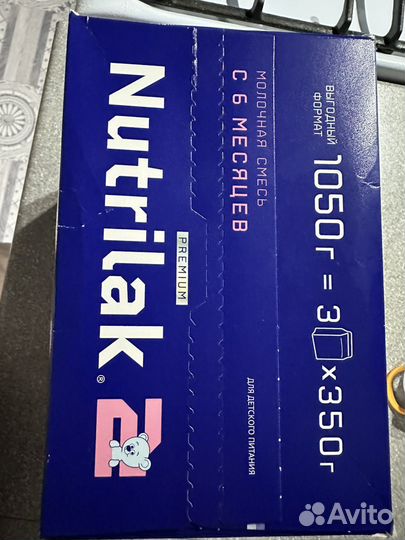 ВЫГОДНЫЙ
ФОРМАТ
1050г = 3 x 350г
МОЛОЧНАЯ СМЕСЬ
С 6 МЕСЯЦЕВ
ДЛЯ ДЕТСКОГО ПИТАНИЯ
PREMIUM
Nutrilak® 2
Avito